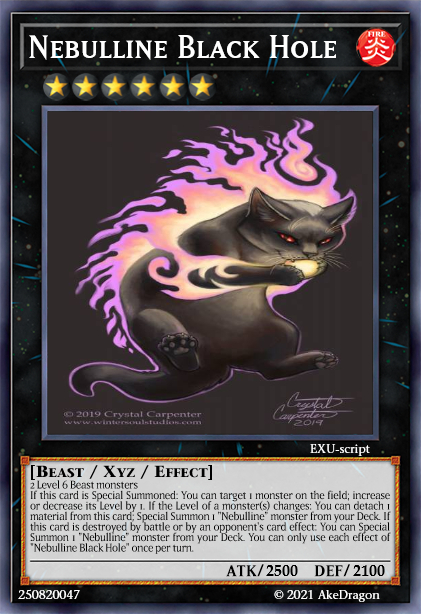 NEBULLINE BLACK HOLE
FIRE
炎
© 2019 Crystal Carpenter
www.wintersoulstudios.com
Crystal
Carpenter
2019
EXU-script
[BEAST / XYZ / EFFECT]
2 Level 6 Beast monsters
If this card is Special Summoned: You can target 1 monster on the field; increase
or decrease its Level by 1. If the Level of a monster(s) changes: You can detach 1
material from this card; Special Summon 1 "Nebulline" monster from your Deck. If
this card is destroyed by battle or by an opponent's card effect: You can Special
Summon 1 "Nebulline" monster from your Deck. You can only use each effect of
"Nebulline Black Hole" once per turn.
ATK/2500 DEF/2100
250820047
© 2021 AkeDragon